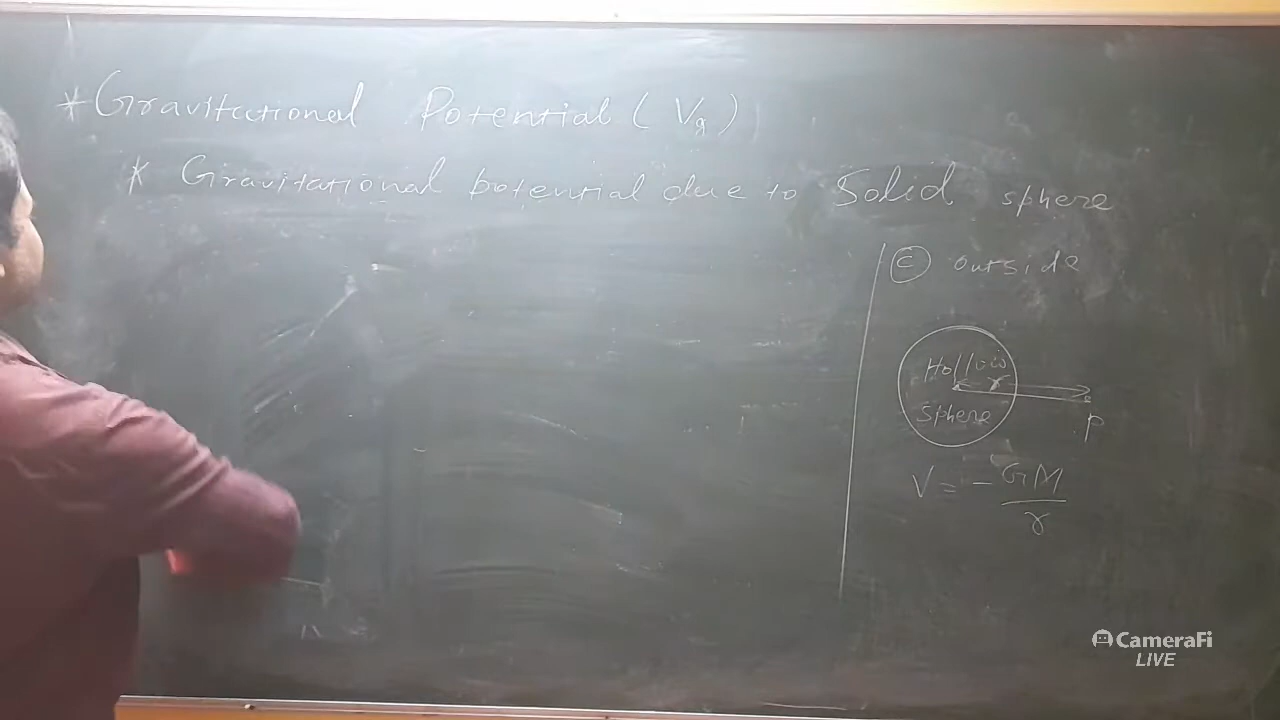 * Gravitational Potential (Vg)
* Gravitational potential due to Solid sphere
(c) outside
Hollow
r
Sphere
P
V = - GM/r
CameraFi
LIVE